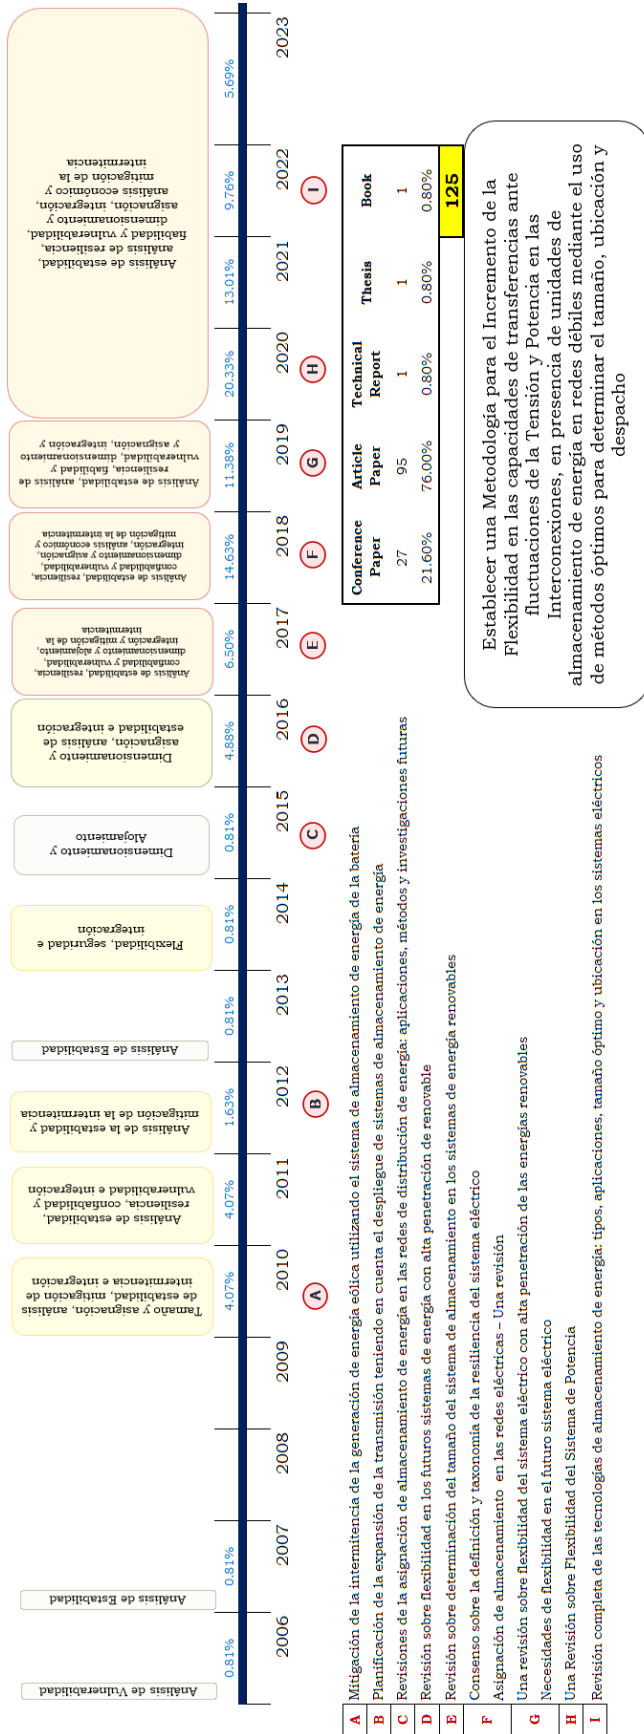 Análisis de Vulnerabilidad
Análisis de Estabilidad
Tamaño y asignación, análisis
de estabilidad, mitigación de
intermitencia e integración
Análisis de estabilidad,
resiliencia, confiabilidad y
vulnerabilidad e integración
Análisis de la estabilidad y
mitigación de la intermitencia
Análisis de Estabilidad
Flexibilidad, seguridad e
integración
Dimensionamiento y
Alojamiento
Dimensionamiento y
asignación, análisis de
estabilidad e integración
Análisis de estabilidad, resiliencia,
confiabilidad y vulnerabilidad,
dimensionamiento y alojamiento,
integración y mitigación de la
intermitencia
Análisis de estabilidad, resiliencia,
confiabilidad y vulnerabilidad,
dimensionamiento y asignación,
integración, análisis económico y
mitigación de la intermitencia
Análisis de estabilidad, análisis de
resiliencia, fiabilidad y
vulnerabilidad, dimensionamiento
y asignación, integración y
Análisis de estabilidad,
análisis de resiliencia,
fiabilidad y vulnerabilidad,
dimensionamiento y
asignación, integración,
análisis económico y
mitigación de la
intermitencia
0.81% 0.81% 4.07% 4.07% 1.63% 0.81% 0.81% 0.81% 4.88% 6.50% 14.63% 11.38% 20.33% 13.01% 9.76% 5.69%
2006 2007 2008 2009 2010 2011 2012 2013 2014 2015 2016 2017 2018 2019 2020 2021 2022 2023
A B C D E F G H I
Conference Paper Article Paper Technical Report Thesis Book
27 95 1 1 1
21.60% 76.00% 0.80% 0.80% 0.80%
125
A Mitigación de la intermitencia de la generación de energía eólica utilizando el sistema de almacenamiento de energía de la batería
B Planificación de la expansión de la transmisión teniendo en cuenta el despliegue de sistemas de almacenamiento de energía
C Revisiones de la asignación de almacenamiento de energía en las redes de distribución de energía: aplicaciones, métodos y investigaciones futuras
D Revisión sobre flexibilidad en los futuros sistemas de energía con alta penetración de renovable
E Revisión sobre determinación del tamaño del sistema de almacenamiento en los sistemas de energía renovables
F Consenso sobre la definición y taxonomía de la resiliencia del sistema eléctrico
Asignación de almacenamiento en las redes eléctricas – Una revisión
G Una revisión sobre flexibilidad del sistema eléctrico con alta penetración de las energías renovables
Necesidades de flexibilidad en el futuro sistema eléctrico
H Una Revisión sobre Flexibilidad del Sistema de Potencia
I Revisión completa de las tecnologías de almacenamiento de energía: tipos, aplicaciones, tamaño óptimo y ubicación en los sistemas eléctricos
Establecer una Metodología para el Incremento de la
Flexibilidad en las capacidades de transferencias ante
fluctuaciones de la Tensión y Potencia en las
Interconexiones, en presencia de unidades de
almacenamiento de energía en redes débiles mediante el uso
de métodos óptimos para determinar el tamaño, ubicación y
despacho